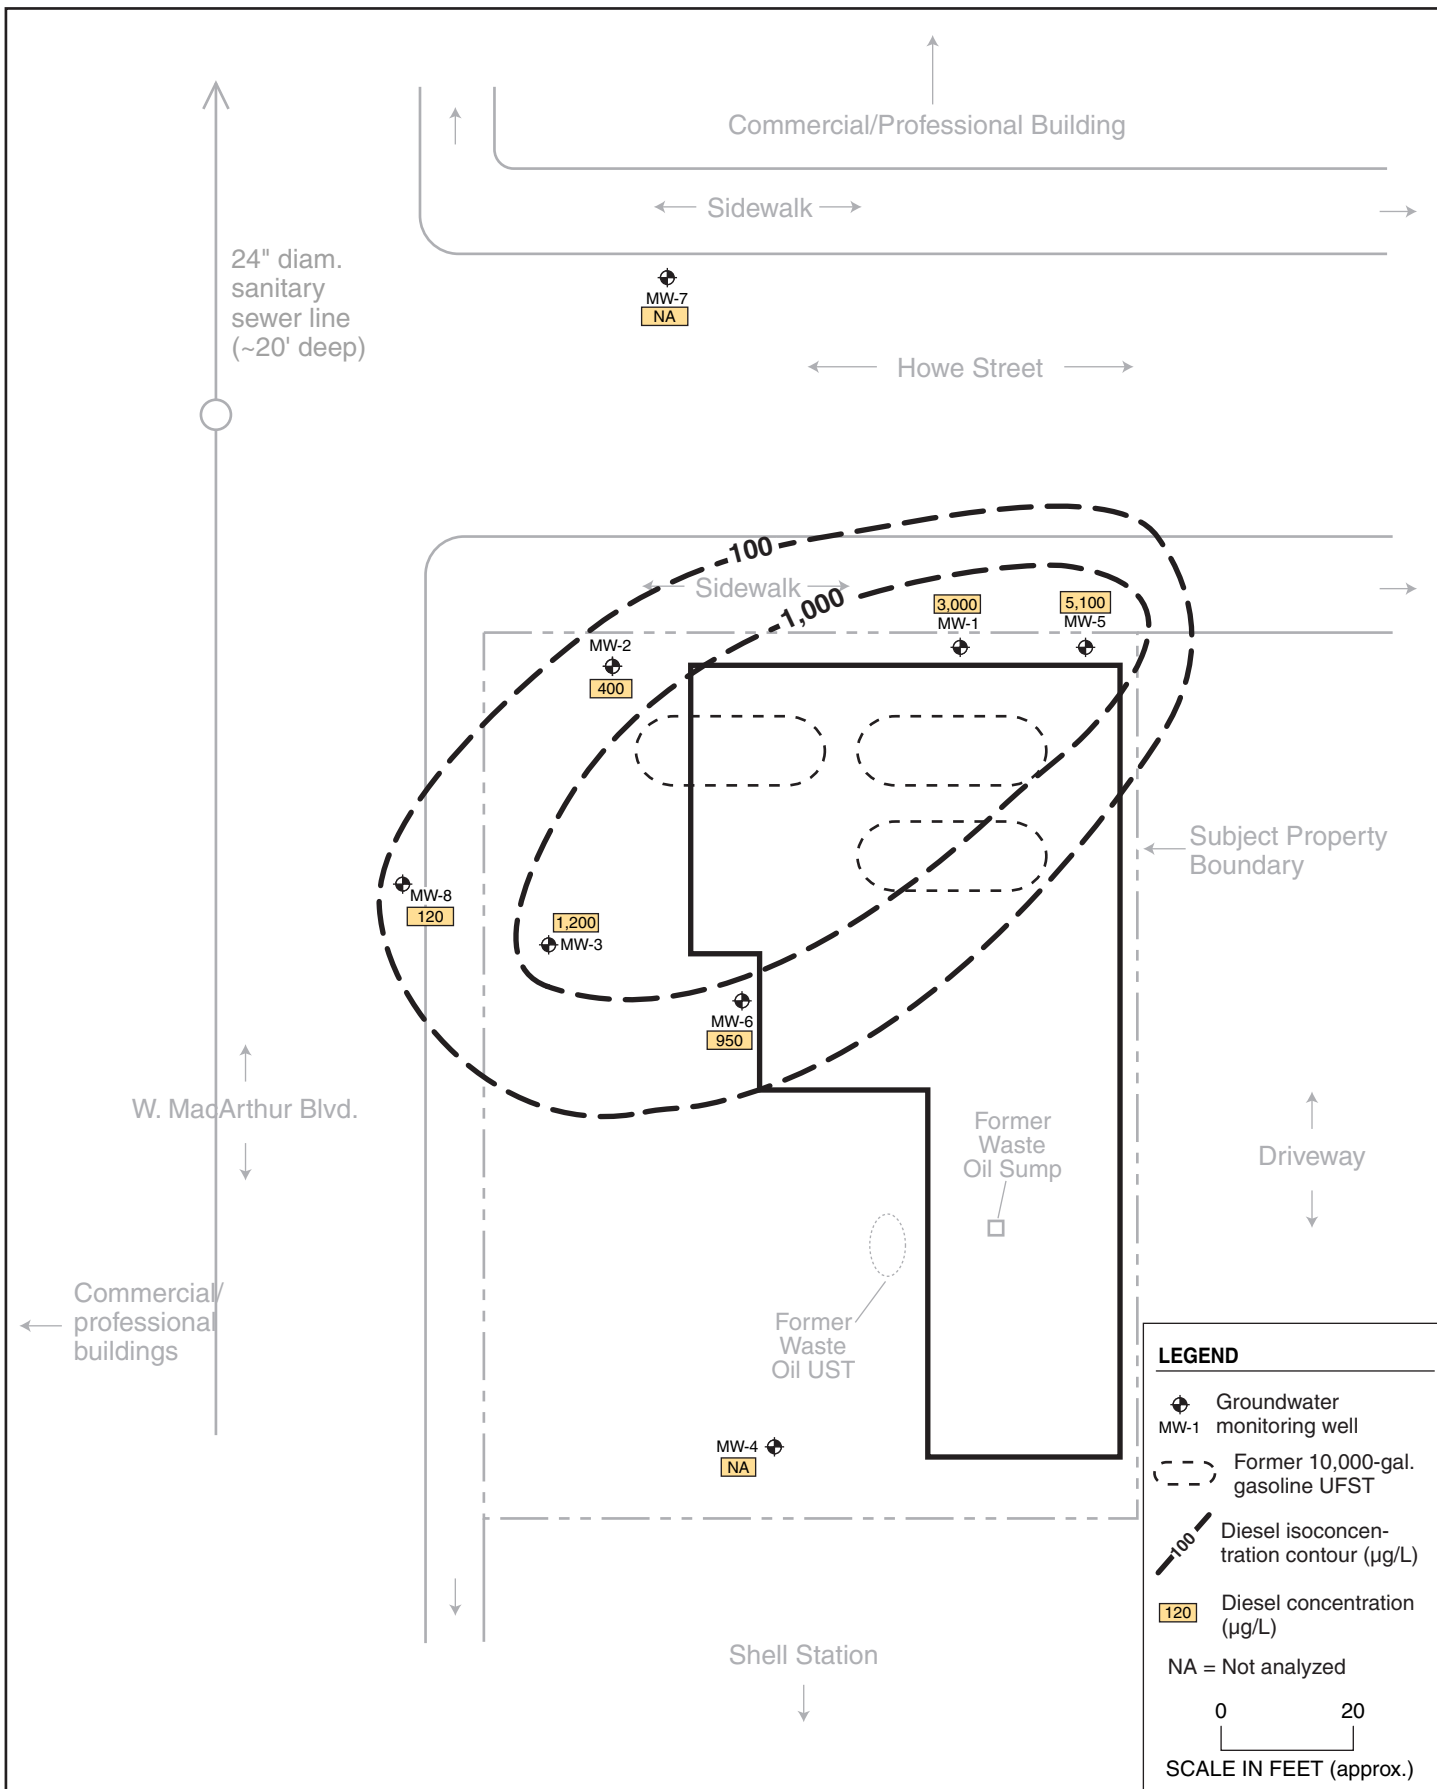 Commercial/Professional Building
Sidewalk
24" diam.
sanitary
sewer line
(~20' deep)
MW-7
NA
Howe Street
100
Sidewalk
1,000
3,000
MW-1
5,100
MW-5
MW-2
400
Subject Property
Boundary
MW-8
120
1,200
MW-3
MW-6
950
W. MacArthur Blvd.
Former
Waste
Oil Sump
Driveway
Commercial/
professional
buildings
Former
Waste
Oil UST
MW-4
NA
Shell Station
LEGEND
MW-1
Groundwater
monitoring well
Former 10,000-gal.
gasoline UFST
100
Diesel isoconcen-
tration contour (µg/L)
120
Diesel concentration
(µg/L)
NA = Not analyzed
0 20
SCALE IN FEET (approx.)